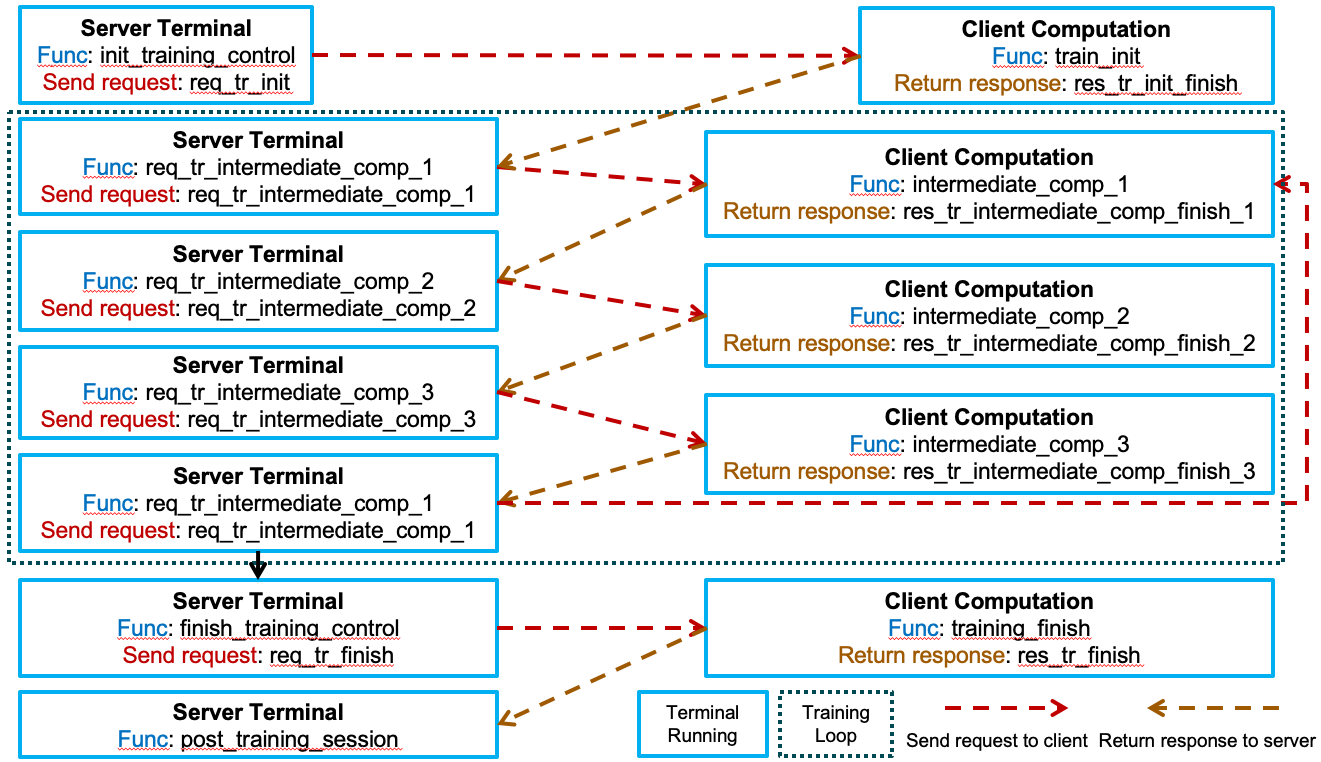 Server Terminal
Func: init_training_control
Send request: req_tr_init
Client Computation
Func: train_init
Return response: res_tr_init_finish
Server Terminal
Func: req_tr_intermediate_comp_1
Send request: req_tr_intermediate_comp_1
Client Computation
Func: intermediate_comp_1
Return response: res_tr_intermediate_comp_finish_1
Server Terminal
Func: req_tr_intermediate_comp_2
Send request: req_tr_intermediate_comp_2
Client Computation
Func: intermediate_comp_2
Return response: res_tr_intermediate_comp_finish_2
Server Terminal
Func: req_tr_intermediate_comp_3
Send request: req_tr_intermediate_comp_3
Client Computation
Func: intermediate_comp_3
Return response: res_tr_intermediate_comp_finish_3
Server Terminal
Func: req_tr_intermediate_comp_1
Send request: req_tr_intermediate_comp_1
Server Terminal
Func: finish_training_control
Send request: req_tr_finish
Client Computation
Func: training_finish
Return response: res_tr_finish
Server Terminal
Func: post_training_session
Terminal
Running
Training
Loop
Send request to client
Return response to server